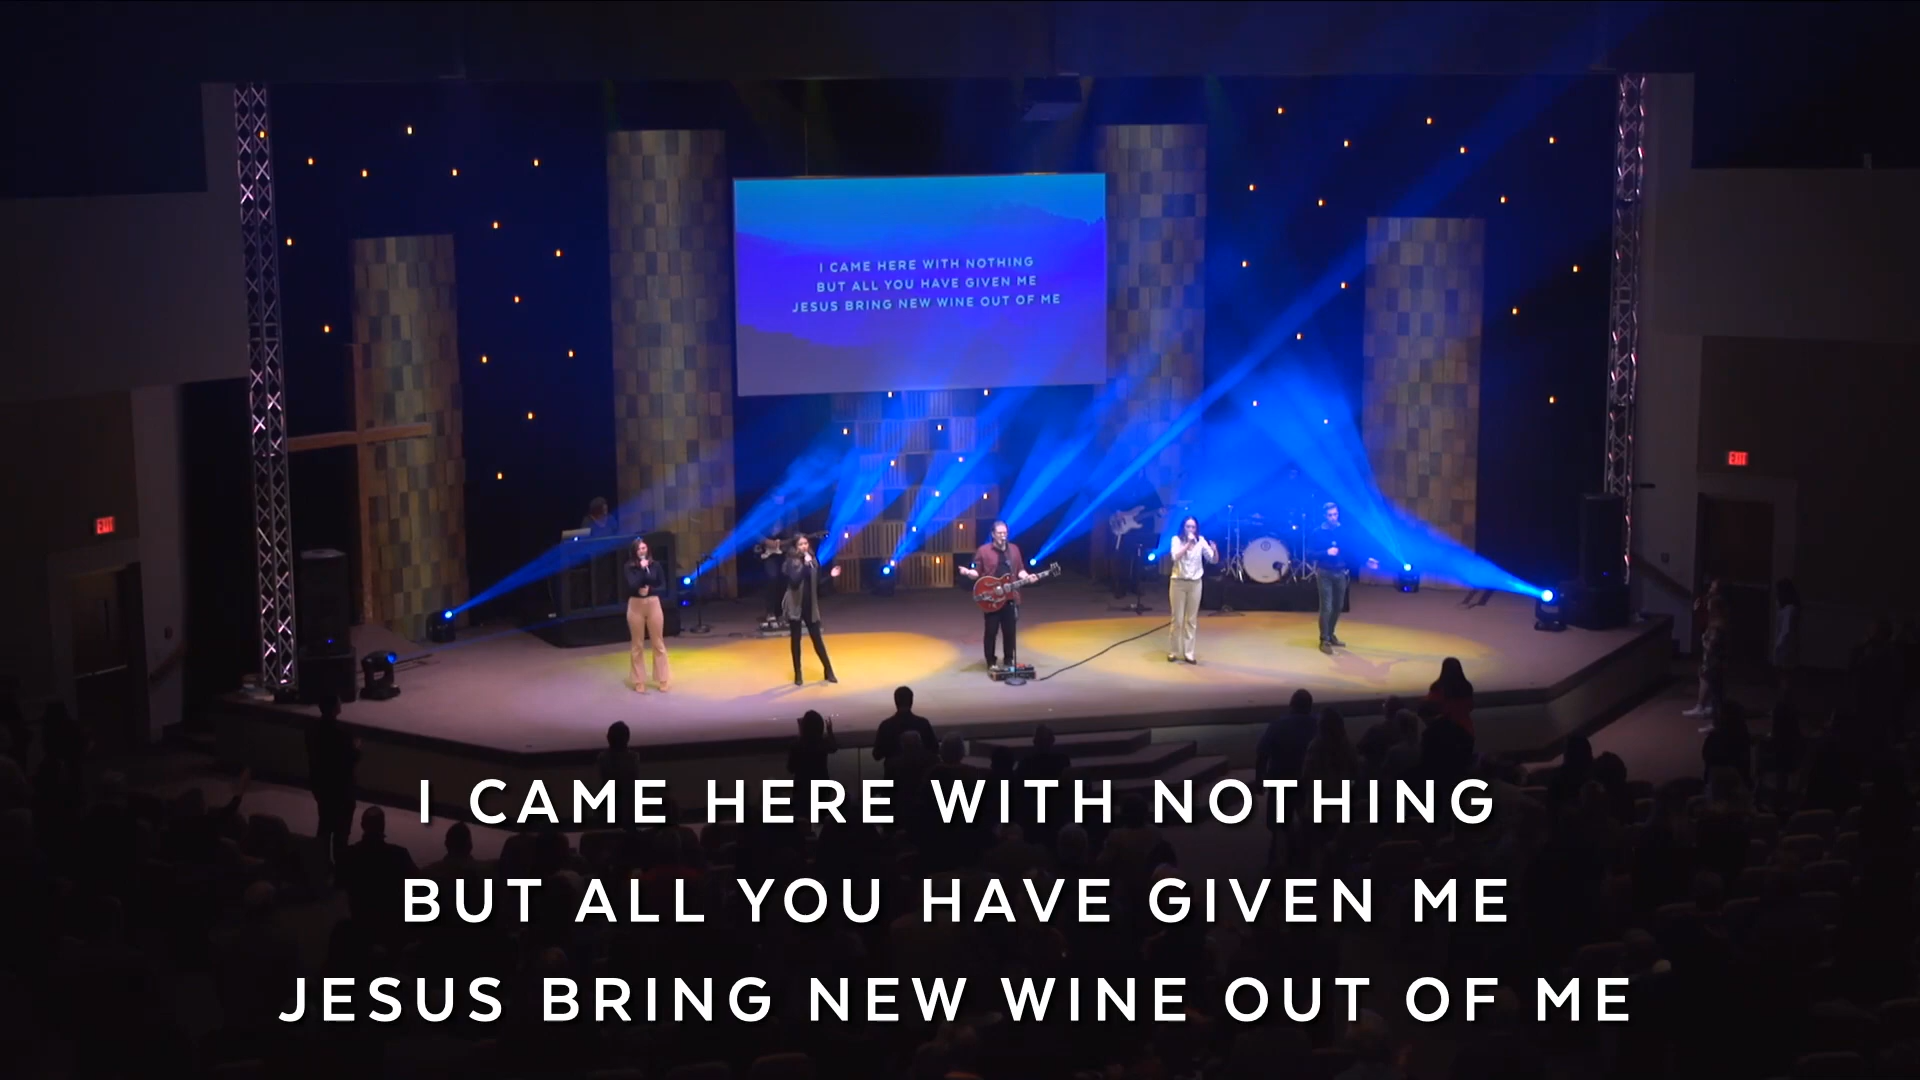 I CAME HERE WITH NOTHING
BUT ALL YOU HAVE GIVEN ME
JESUS BRING NEW WINE OUT OF ME
EXIT
EXIT
I CAME HERE WITH NOTHING
BUT ALL YOU HAVE GIVEN ME
JESUS BRING NEW WINE OUT OF ME